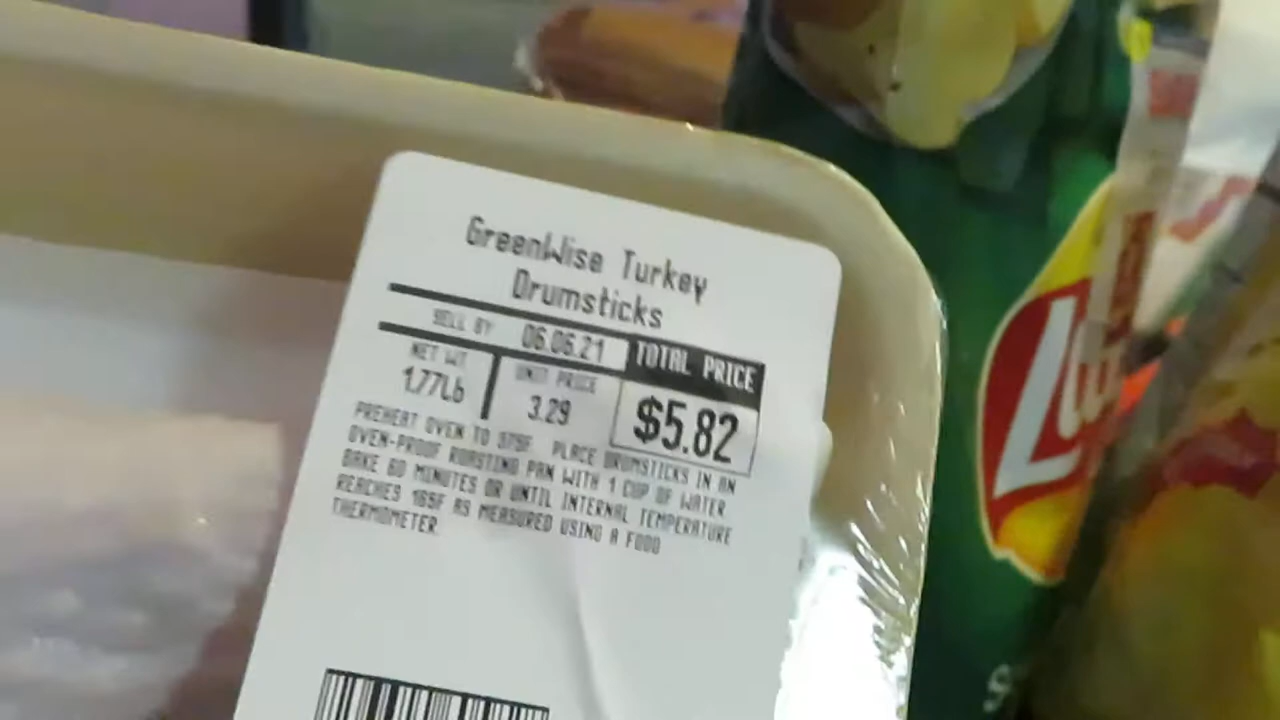 GreenWise Turkey
Drumsticks
SELL BY 06.06.21 TOTAL PRICE
NET WT UNIT PRICE
1.77Lb 3.29 $5.82
PREHEAT OVEN TO 375F. PLACE DRUMSTICKS IN AN
OVEN-PROOF ROASTING PAN WITH 1 CUP OF WATER
BAKE 60 MINUTES OR UNTIL INTERNAL TEMPERATURE
REACHES 165F AS MEASURED USING A FOOD
THERMOMETER